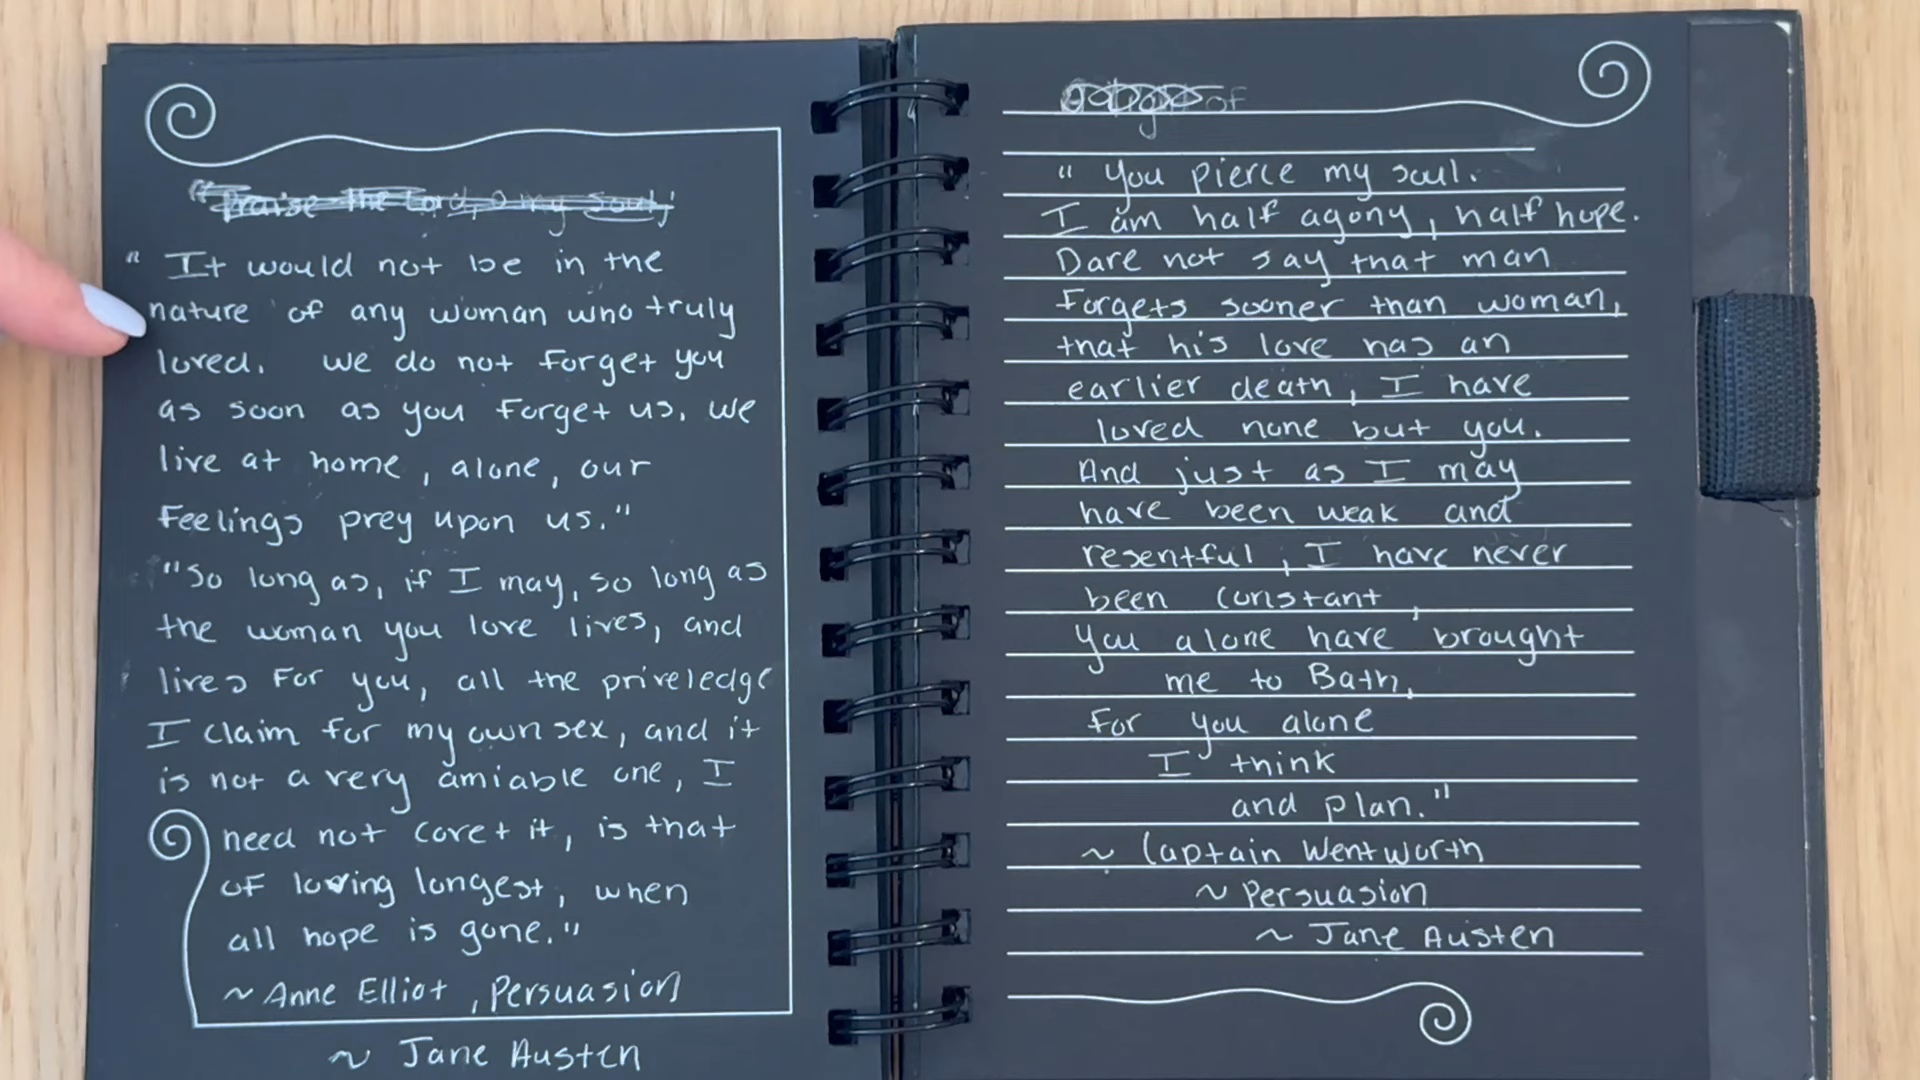 "Praise the Lord, O my soul,
" It would not be in the
nature of any woman who truly
loved. we do not forget you
as soon as you forget us, we
live at home, alone, our
feelings prey upon us."
"So long as, if I may, so long as
the woman you love lives, and
lives for you, all the priveledge
I claim for my own sex, and it
is not a very amiable one, I
need not covet it, is that
of loving longest, when
all hope is gone."
~ Anne Elliot, Persuasion
~ Jane Austen
of
" You pierce my soul.
I am half agony, half hope.
Dare not say that man
forgets sooner than woman,
that his love has an
earlier death, I have
loved none but you.
And just as I may
have been weak and
resentful, I have never
been constant,
you alone have brought
me to Bath,
for you alone
I think
and plan."
~ Captain Wentworth
~ Persuasion
~ Jane Austen